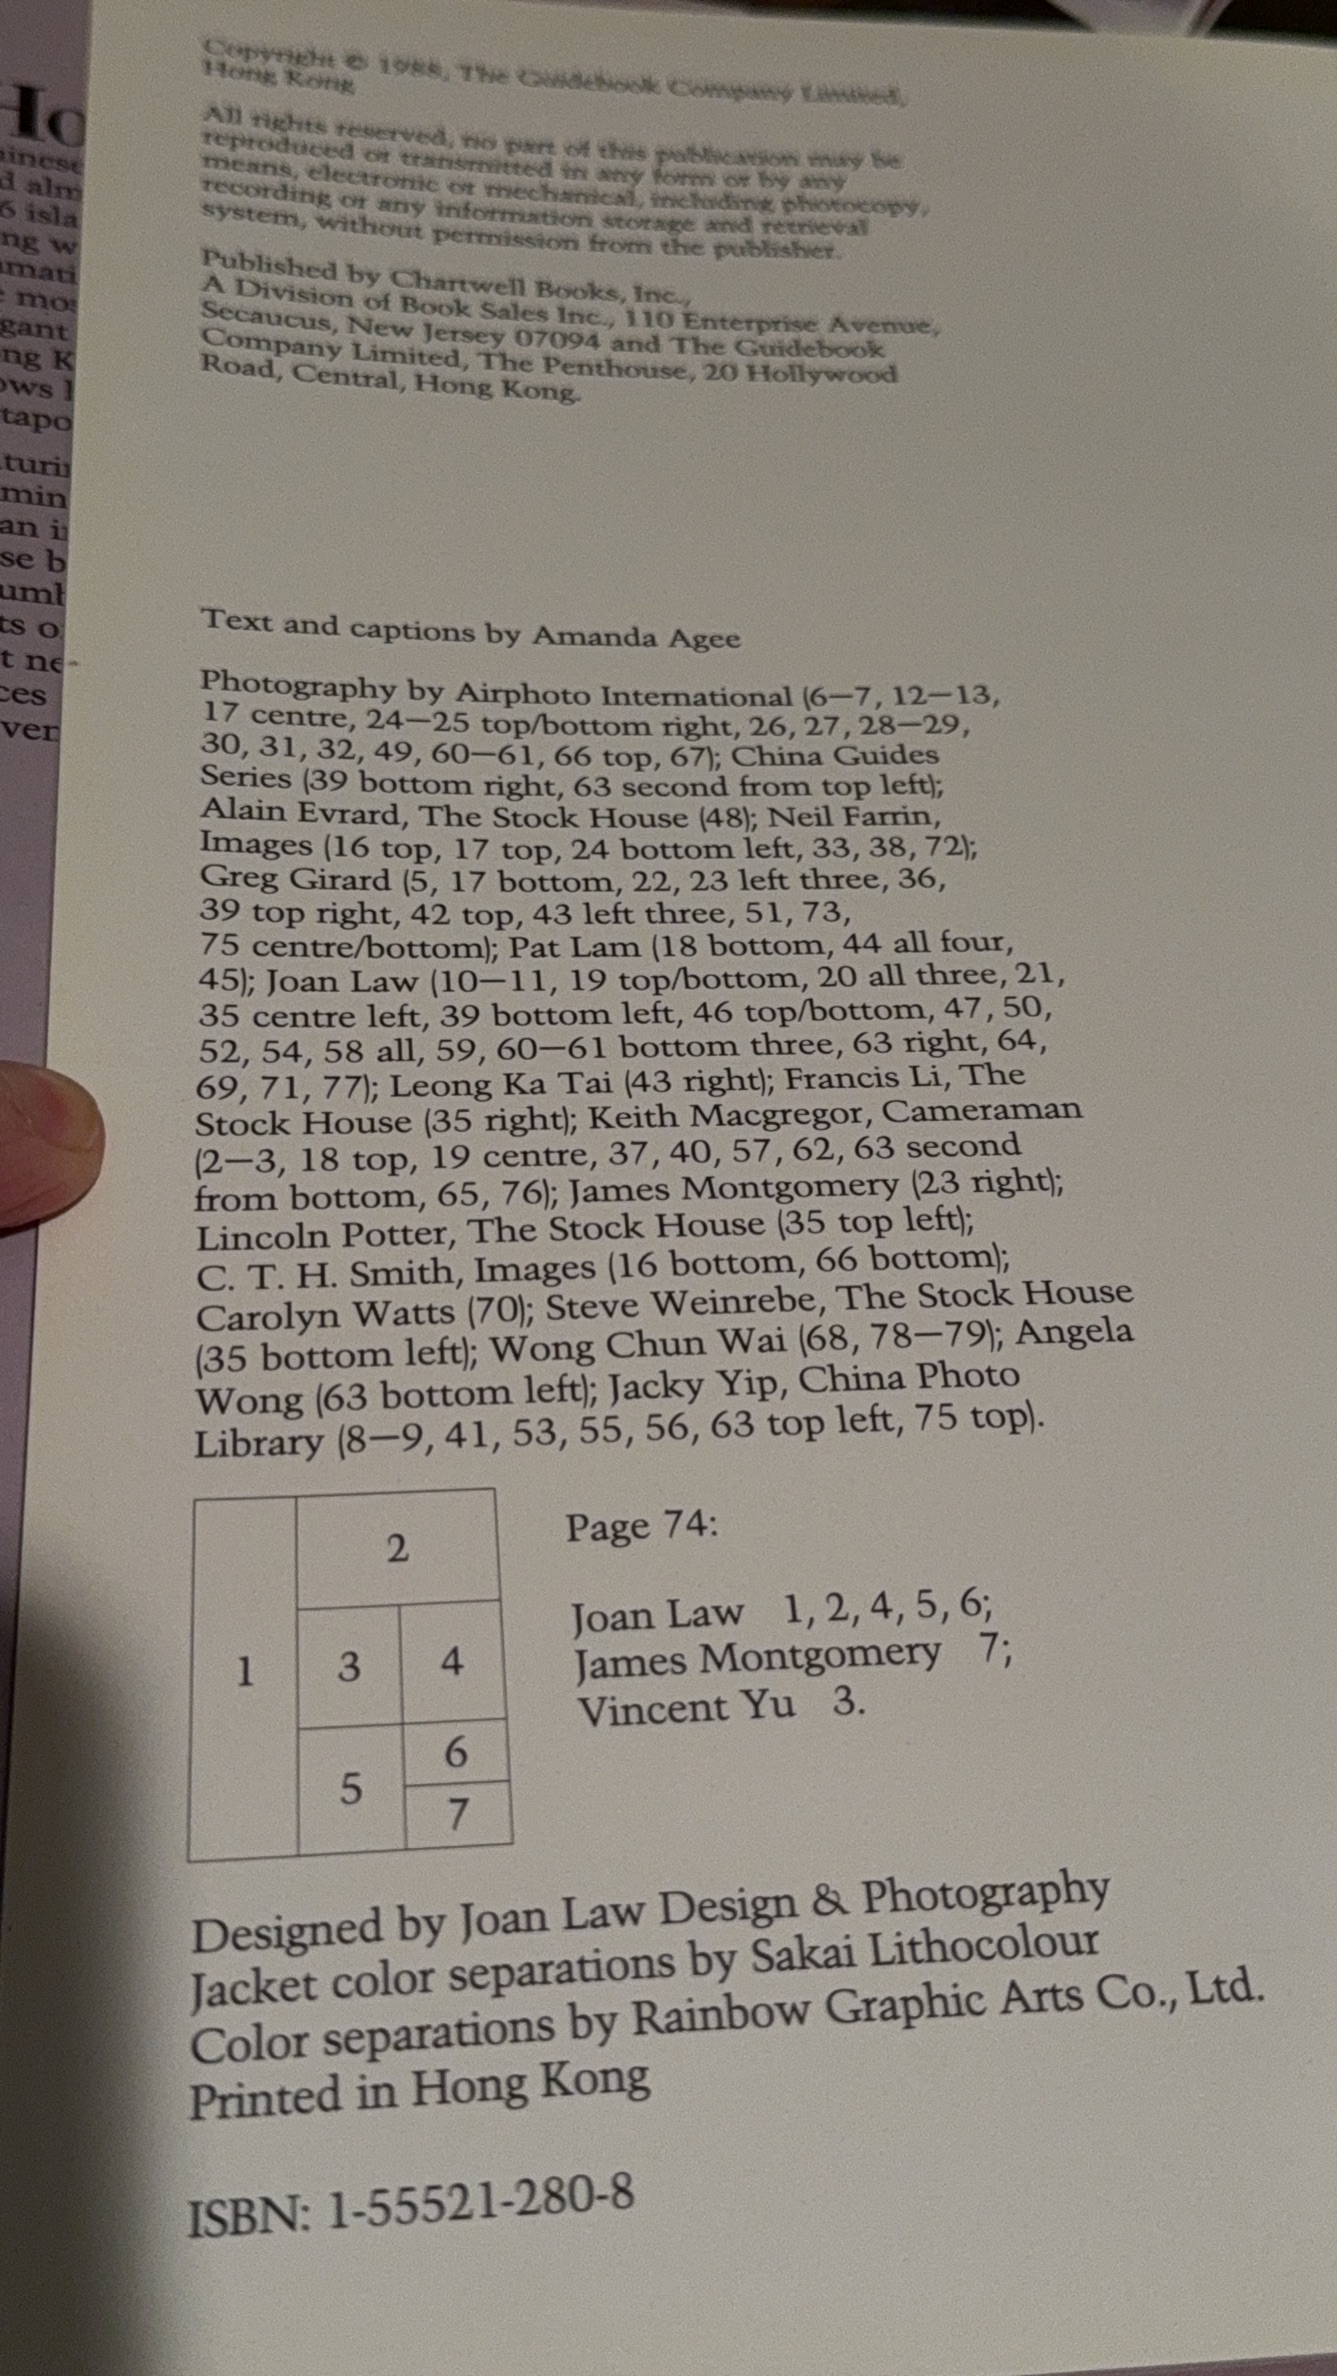 Copyright © 1988, The Guidebook Company Limited,
Hong Kong
All rights reserved, no part of this publication may be
reproduced or transmitted in any form or by any
means, electronic or mechanical, including photocopy,
recording or any information storage and retrieval
system, without permission from the publisher.
Published by Chartwell Books, Inc.,
A Division of Book Sales Inc., 110 Enterprise Avenue,
Secaucus, New Jersey 07094 and The Guidebook
Company Limited, The Penthouse, 20 Hollywood
Road, Central, Hong Kong.
Text and captions by Amanda Agee
Photography by Airphoto International (6—7, 12—13,
17 centre, 24—25 top/bottom right, 26, 27, 28—29,
30, 31, 32, 49, 60—61, 66 top, 67); China Guides
Series (39 bottom right, 63 second from top left);
Alain Evrard, The Stock House (48); Neil Farrin,
Images (16 top, 17 top, 24 bottom left, 33, 38, 72);
Greg Girard (5, 17 bottom, 22, 23 left three, 36,
39 top right, 42 top, 43 left three, 51, 73,
75 centre/bottom); Pat Lam (18 bottom, 44 all four,
45); Joan Law (10—11, 19 top/bottom, 20 all three, 21,
35 centre left, 39 bottom left, 46 top/bottom, 47, 50,
52, 54, 58 all, 59, 60—61 bottom three, 63 right, 64,
69, 71, 77); Leong Ka Tai (43 right); Francis Li, The
Stock House (35 right); Keith Macgregor, Cameraman
(2—3, 18 top, 19 centre, 37, 40, 57, 62, 63 second
from bottom, 65, 76); James Montgomery (23 right);
Lincoln Potter, The Stock House (35 top left);
C. T. H. Smith, Images (16 bottom, 66 bottom);
Carolyn Watts (70); Steve Weinrebe, The Stock House
(35 bottom left); Wong Chun Wai (68, 78—79); Angela
Wong (63 bottom left); Jacky Yip, China Photo
Library (8—9, 41, 53, 55, 56, 63 top left, 75 top).
1
2
3
4
5
6
7
Page 74:
Joan Law 1, 2, 4, 5, 6;
James Montgomery 7;
Vincent Yu 3.
Designed by Joan Law Design & Photography
Jacket color separations by Sakai Lithocolour
Color separations by Rainbow Graphic Arts Co., Ltd.
Printed in Hong Kong
ISBN: 1-55521-280-8